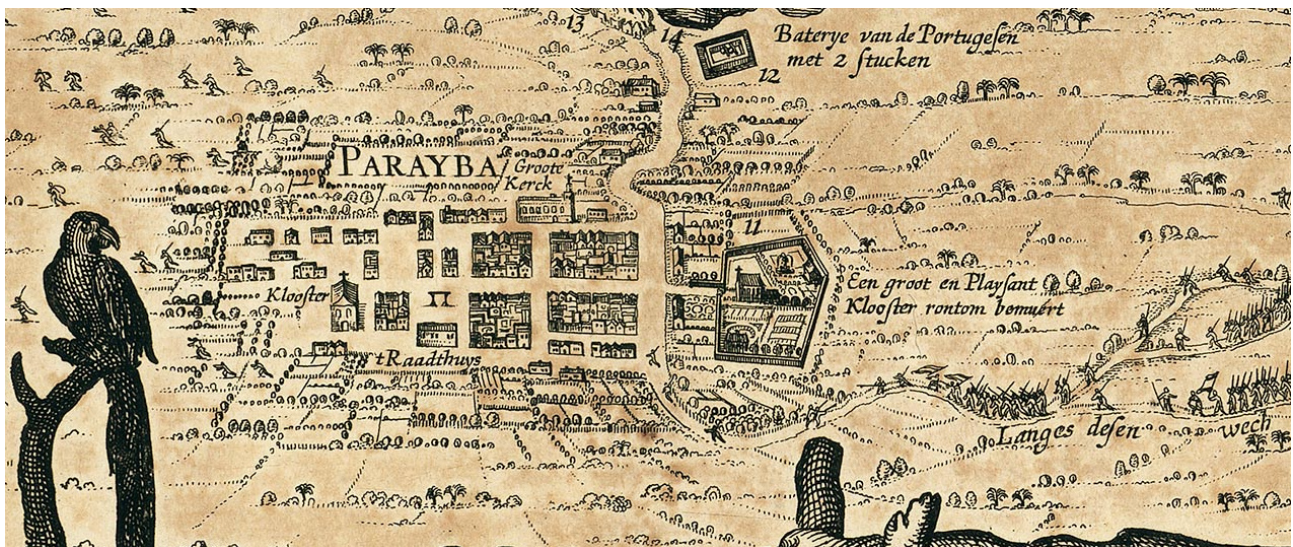 13
14
Baterye van de Portugesen
met 2 stucken
12
PARAYBA
Groote
Kerck
11
Een groot en Playsant
Klooster rontom bemuert
Klooster
't Raadthuys
Langes desen wech